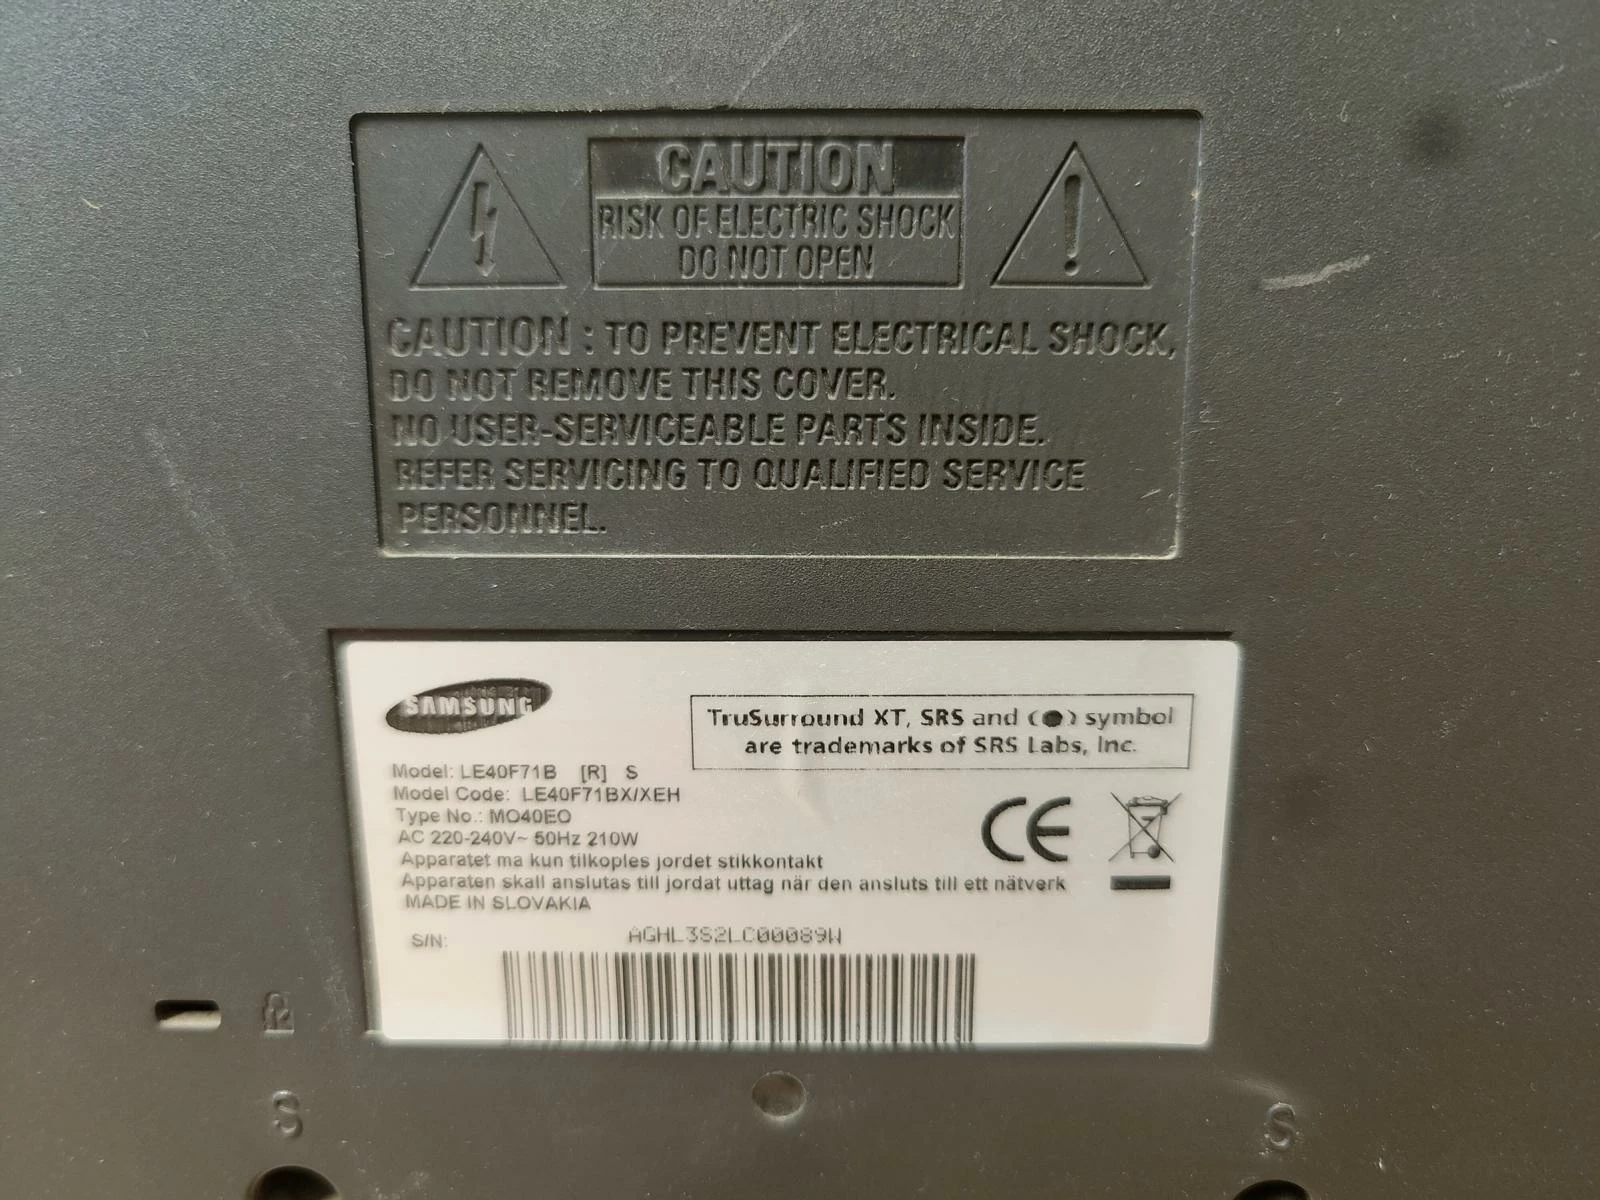 CAUTION
RISK OF ELECTRIC SHOCK
DO NOT OPEN
CAUTION : TO PREVENT ELECTRICAL SHOCK,
DO NOT REMOVE THIS COVER.
NO USER-SERVICEABLE PARTS INSIDE.
REFER SERVICING TO QUALIFIED SERVICE
PERSONNEL.
SAMSUNG
TruSurround XT, SRS and (●) symbol
are trademarks of SRS Labs, Inc.
Model: LE40F71B [R] S
Model Code: LE40F71BX/XEH
Type No.: MO40EO
AC 220-240V~ 50Hz 210W
Apparatet ma kun tilkoples jordet stikkontakt
Apparaten skall anslutas till jordat uttag när den ansluts till ett nätverk
MADE IN SLOVAKIA
CE
S/N: AGHL3S2LC00089W
S S